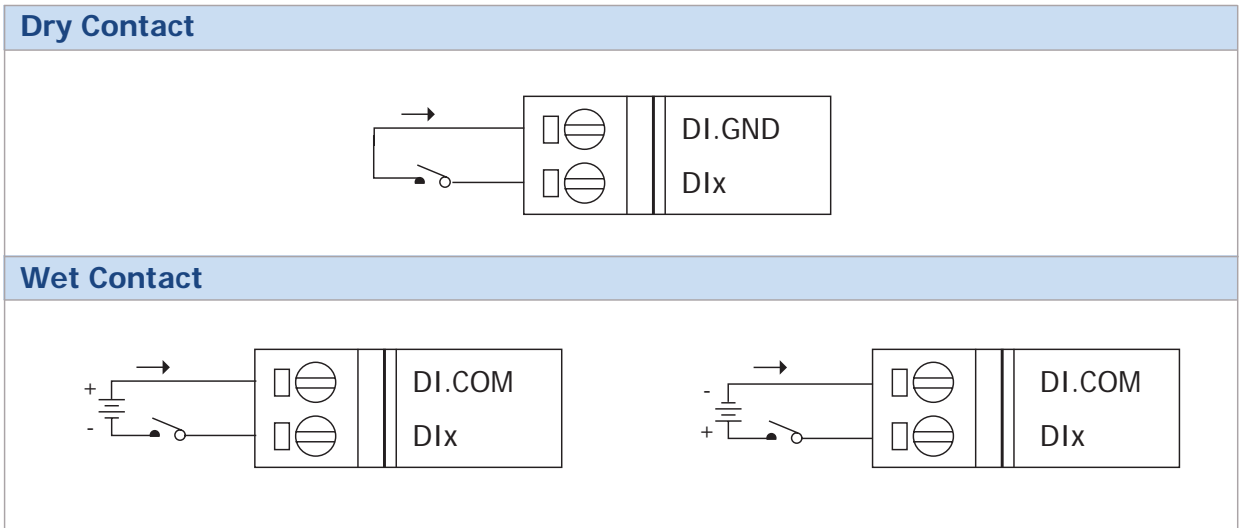 Dry Contact
DI.GND
DIx
Wet Contact
+
-
DI.COM
DIx
-
+
DI.COM
DIx